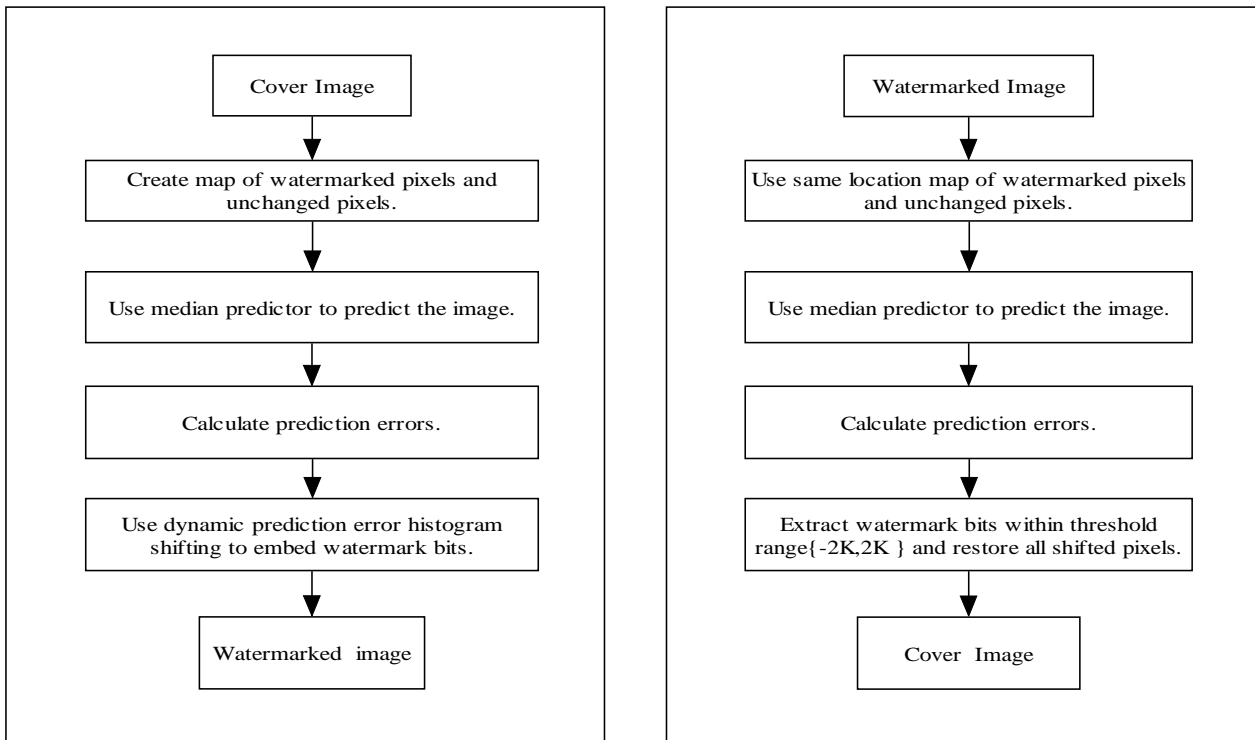 Cover Image
Create map of watermarked pixels and
unchanged pixels.
Use median predictor to predict the image.
Calculate prediction errors.
Use dynamic prediction error histogram
shifting to embed watermark bits.
Watermarked image
Watermarked Image
Use same location map of watermarked pixels
and unchanged pixels.
Use median predictor to predict the image.
Calculate prediction errors.
Extract watermark bits within threshold
range{-2K,2K } and restore all shifted pixels.
Cover Image